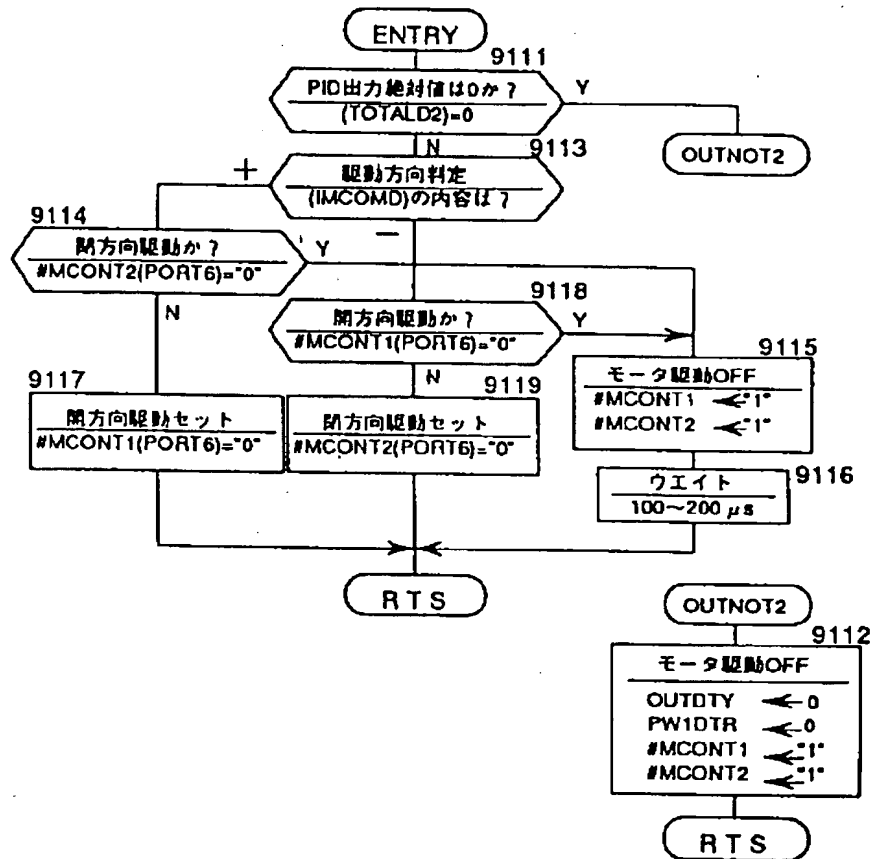 ENTRY
9111
PID出力絶対値は0か?
(TOTALD2)=0
Y
N
OUTNOT2
9113
駆動方向判定
(IMCOMD)の内容は?
+
−
9114
閉方向駆動か?
#MCONT2(PORT6)="0"
Y
N
9118
開方向駆動か?
#MCONT1(PORT6)="0"
Y
N
9115
モータ駆動OFF
#MCONT1 ← "1"
#MCONT2 ← "1"
9117
開方向駆動セット
#MCONT1(PORT6)="0"
9119
閉方向駆動セット
#MCONT2(PORT6)="0"
9116
ウエイト
100〜200 μs
RTS
OUTNOT2
9112
モータ駆動OFF
OUTDTY ← 0
PW1DTR ← 0
#MCONT1 ← "1"
#MCONT2 ← "1"
RTS